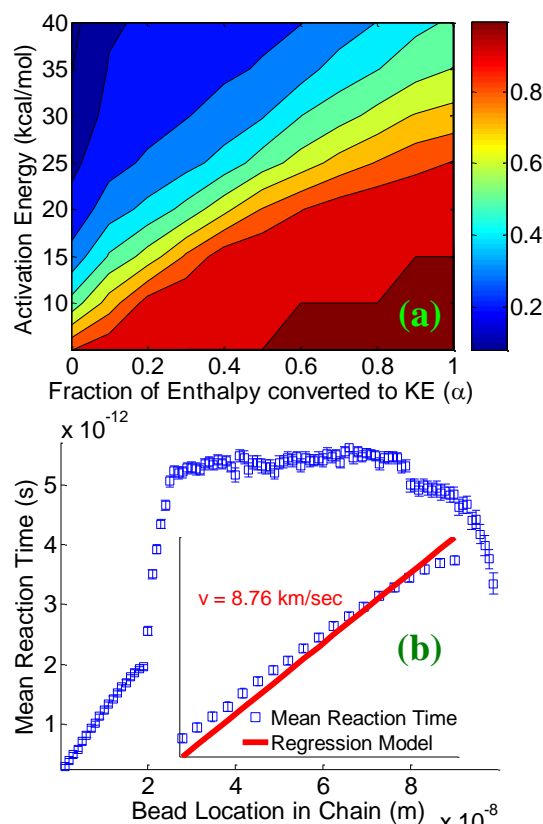 Activation Energy (kcal/mol)
40
35
30
25
20
15
10
0 0.2 0.4 0.6 0.8 1
Fraction of Enthalpy converted to KE (α)
(a)
0.8
0.6
0.4
0.2
x 10^-12
Mean Reaction Time (s)
5
4
3
2
1
v = 8.76 km/sec
(b)
Mean Reaction Time
Regression Model
2 4 6 8
Bead Location in Chain (m)
x 10^-8